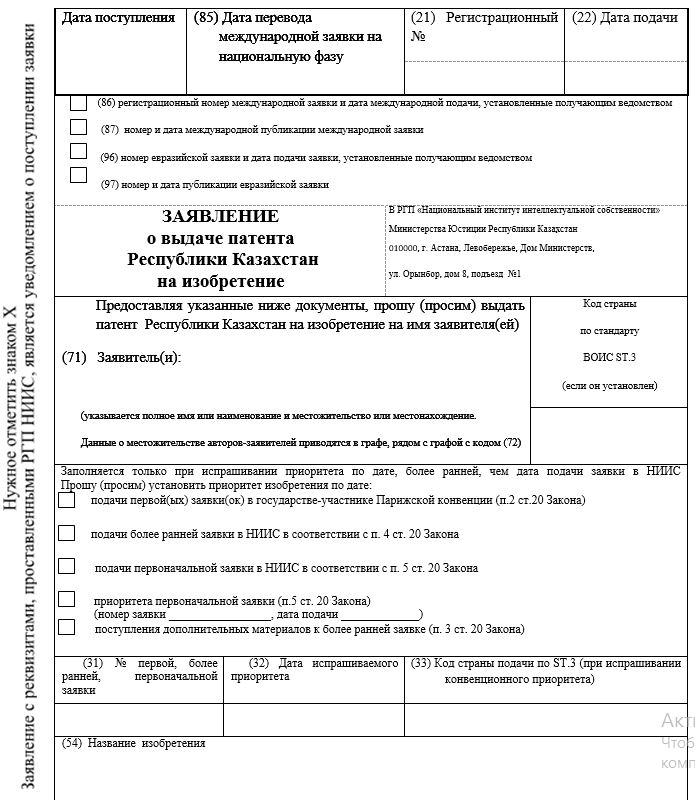 Нужное отметить знаком X
Заявление с реквизитами, проставленными РГП НИИС, является уведомлением о поступлении заявки
Дата поступления
(85) Дата перевода
международной заявки на
национальную фазу
(21) Регистрационный
№
(22) Дата подачи
(86) регистрационный номер международной заявки и дата международной подачи, установленные получающим ведомством
(87) номер и дата международной публикации международной заявки
(96) номер евразийской заявки и дата подачи заявки, установленные получающим ведомством
(97) номер и дата публикации евразийской заявки
ЗАЯВЛЕНИЕ
о выдаче патента
Республики Казахстан
на изобретение
В РГП «Национальный институт интеллектуальной собственности»
Министерства Юстиции Республики Казахстан
010000, г. Астана, Левобережье, Дом Министерств,
ул. Орынбор, дом 8, подъезд №1
Предоставляя указанные ниже документы, прошу (просим) выдать
патент Республики Казахстан на изобретение на имя заявителя(ей)
(71) Заявитель(и):
(указывается полное имя или наименование и местожительство или местонахождение.
Данные о местожительстве авторов-заявителей приводятся в графе, рядом с графой с кодом (72)
Код страны
по стандарту
ВОИС ST.3
(если он установлен)
Заполняется только при испрашивании приоритета по дате, более ранней, чем дата подачи заявки в НИИС
Прошу (просим) установить приоритет изобретения по дате:
подачи первой(ых) заявки(ок) в государстве-участнике Парижской конвенции (п.2 ст.20 Закона)
подачи более ранней заявки в НИИС в соответствии с п. 4 ст. 20 Закона
подачи первоначальной заявки в НИИС в соответствии с п. 5 ст. 20 Закона
приоритета первоначальной заявки (п.5 ст. 20 Закона)
(номер заявки ____________________, дата подачи _______________)
поступления дополнительных материалов к более ранней заявке (п. 3 ст. 20 Закона)
(31) № первой, более
ранней, первоначальной
заявки
(32) Дата испрашиваемого
приоритета
(33) Код страны подачи по ST.3 (при испрашивании
конвенционного приоритета)
(54) Название изобретения
Акт
Чтоб
комп